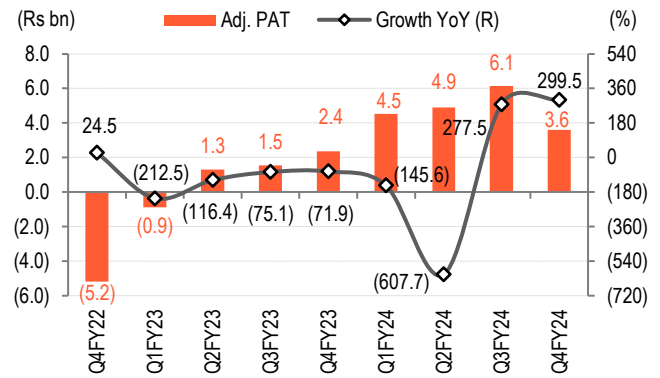 (Rs bn) Adj. PAT Growth YoY (R) (%)
8.0 540
6.0 360
4.0 180
2.0 0
0.0 (180)
(2.0) (360)
(4.0) (540)
(6.0) (720)
24.5
(212.5)
(116.4)
(75.1)
(71.9)
(145.6)
(607.7)
277.5
299.5
(5.2)
(0.9)
1.3
1.5
2.4
4.5
4.9
6.1
3.6
Q4FY22
Q1FY23
Q2FY23
Q3FY23
Q4FY23
Q1FY24
Q2FY24
Q3FY24
Q4FY24